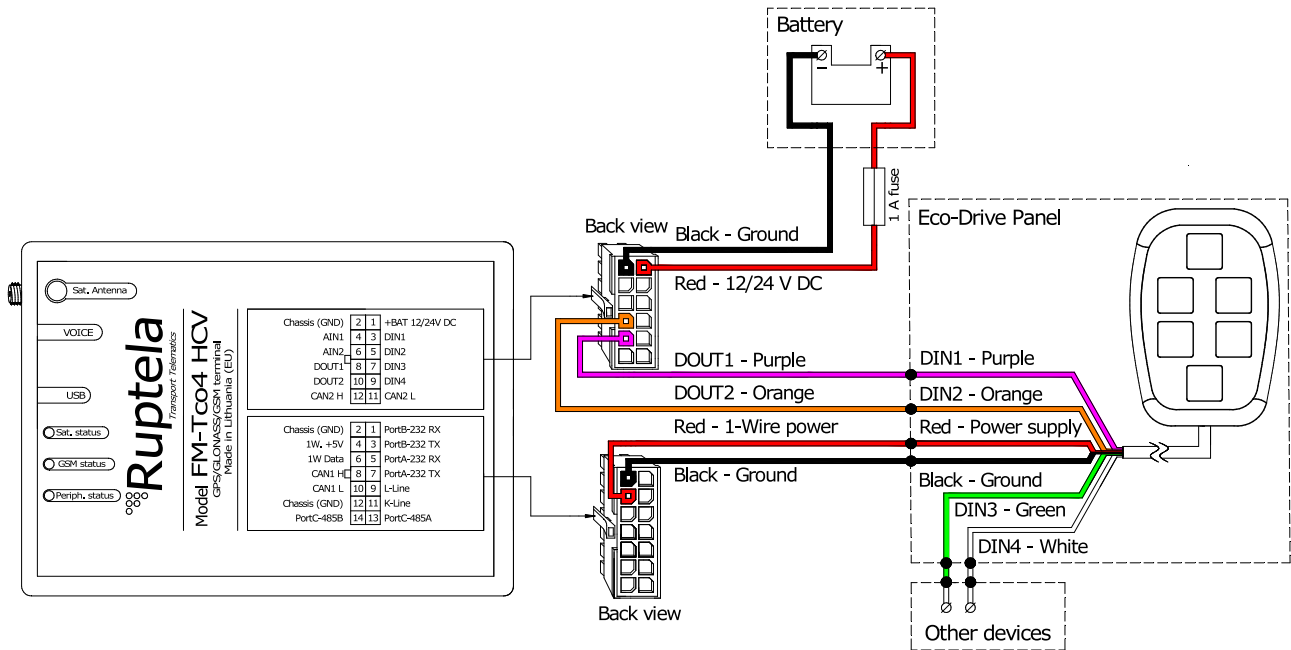 Battery
-
+
1 A fuse
Back view
Black - Ground
Red - 12/24 V DC
Eco-Drive Panel
DOUT1 - Purple
DIN1 - Purple
DOUT2 - Orange
DIN2 - Orange
Red - 1-Wire power
Red - Power supply
Black - Ground
Black - Ground
DIN3 - Green
DIN4 - White
Other devices
Back view
Sat. Antenna
VOICE
USB
Sat. status
GSM status
Periph. status
Ruptela
Transport Telematics
Model FM-Tco4 HCV
GPS/GLONASS/GSM terminal
Made in Lithuania (EU)
Chassis (GND) 2 1 +BAT 12/24V DC
AIN1 4 3 DIN1
AIN2 6 5 DIN2
DOUT1 8 7 DIN3
DOUT2 10 9 DIN4
CAN2 H 12 11 CAN2 L
Chassis (GND) 2 1 PortB-232 RX
1W. +5V 4 3 PortB-232 TX
1W Data 6 5 PortA-232 RX
CAN1 H 8 7 PortA-232 TX
CAN1 L 10 9 L-Line
Chassis (GND) 12 11 K-Line
PortC-485B 14 13 PortC-485A